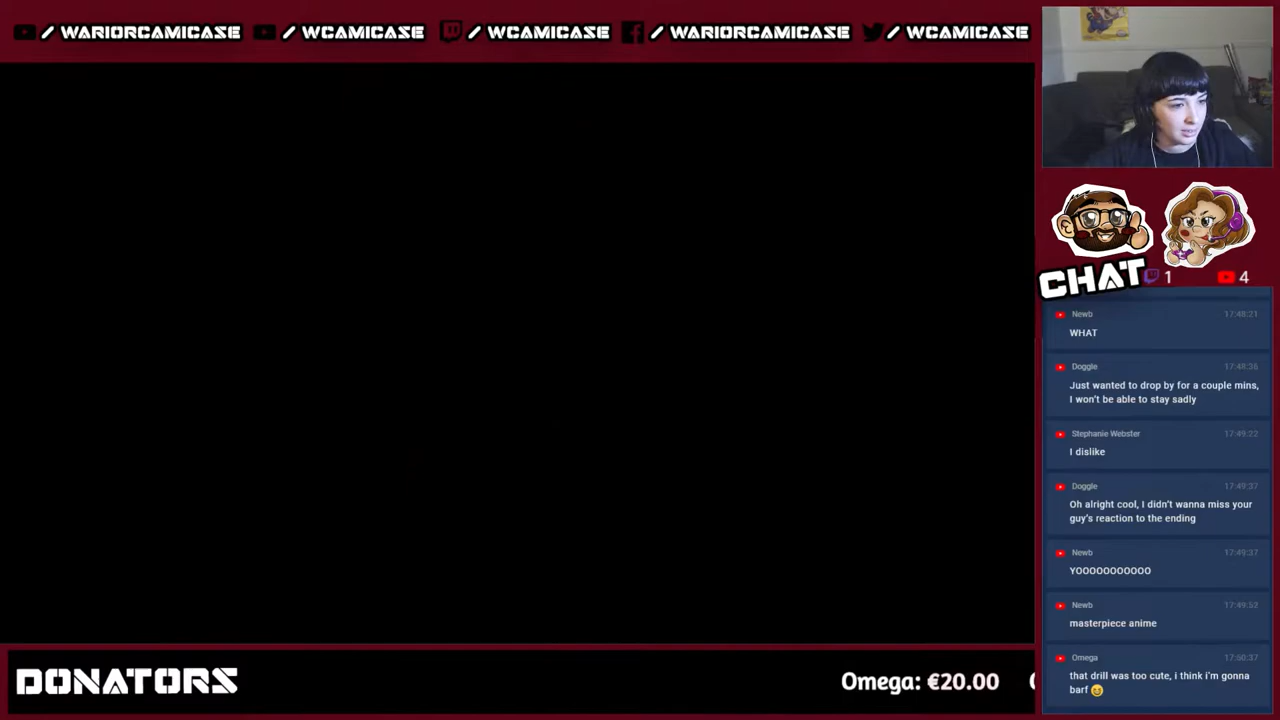 / WARIORCAMICASE / WCAMICASE / WCAMICASE / WARIORCAMICASE / WCAMICASE
CHAT 1 4
Newb 17:48:21
WHAT
Doggle 17:48:36
Just wanted to drop by for a couple mins,
I won't be able to stay sadly
Stephanie Webster 17:49:22
I dislike
Doggle 17:49:37
Oh alright cool, I didn't wanna miss your
guy's reaction to the ending
Newb 17:49:37
YOOOOOOOOOOO
Newb 17:49:52
masterpiece anime
Omega 17:60:37
that drill was too cute, i think i'm gonna
barf
DONATORS Omega: €20.00